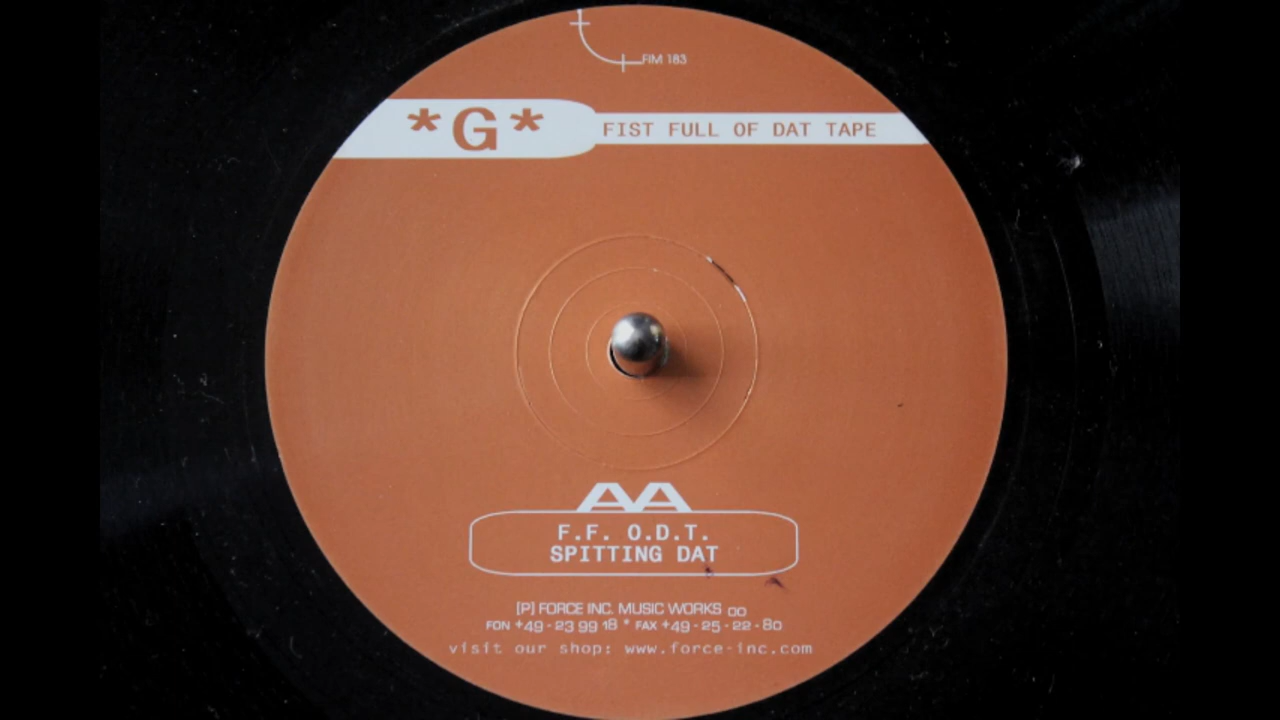 FIM 183
*G* FIST FULL OF DAT TAPE
AA
F.F. O.D.T.
SPITTING DAT
[P] FORCE INC. MUSIC WORKS 00
FON +49 - 23 99 18 * FAX +49 - 25 - 22 - 80
visit our shop: www.force-inc.com